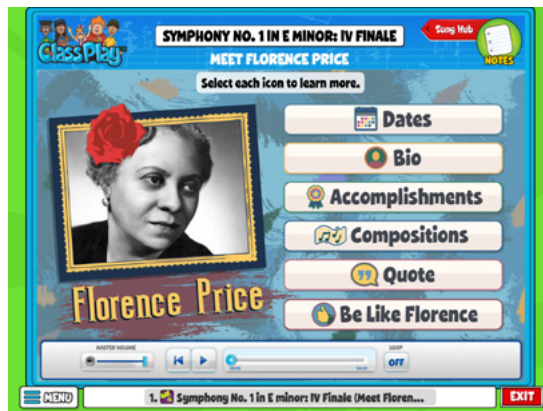 ClassPlay
SYMPHONY NO. 1 IN E MINOR: IV FINALE
Song Hub
NOTES
MEET FLORENCE PRICE
Select each icon to learn more.
Dates
Bio
Accomplishments
Compositions
Quote
Be Like Florence
Florence Price
MASTER VOLUME
LOOP
OFF
MENU
1. Symphony No. 1 in E minor: IV Finale (Meet Floren...
EXIT